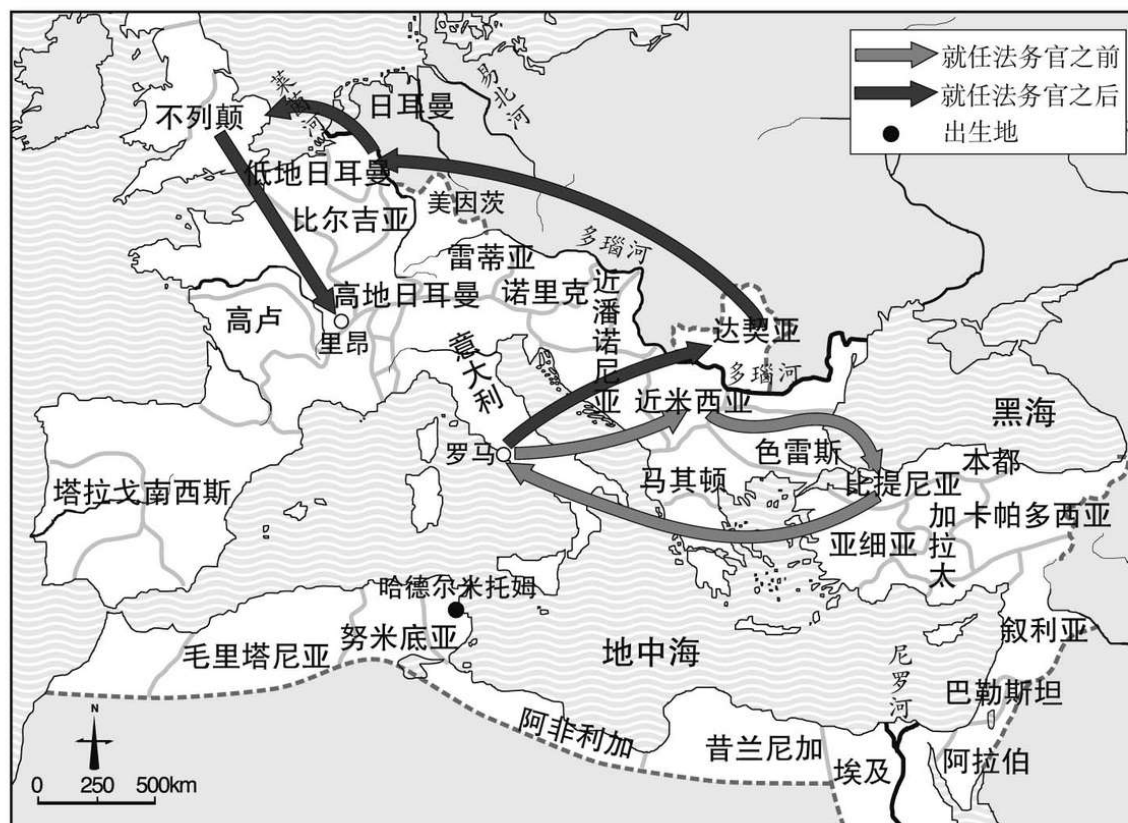 就任法务官之前
就任法务官之后
出生地
不列颠
莱茵河
日耳曼
易北河
低地日耳曼
美因茨
比尔吉亚
雷蒂亚
多瑙河
高地日耳曼
诺里克
近潘诺尼亚
达契亚
高卢
里昂
意大利
多瑙河
近米西亚
黑海
罗马
色雷斯
本都
马其顿
比提尼亚
塔拉戈南西斯
加拉太
卡帕多西亚
亚细亚
哈德尔米托姆
努米底亚
毛里塔尼亚
地中海
叙利亚
尼罗河
巴勒斯坦
阿非利加
昔兰尼加
埃及
阿拉伯
N
0 250 500km